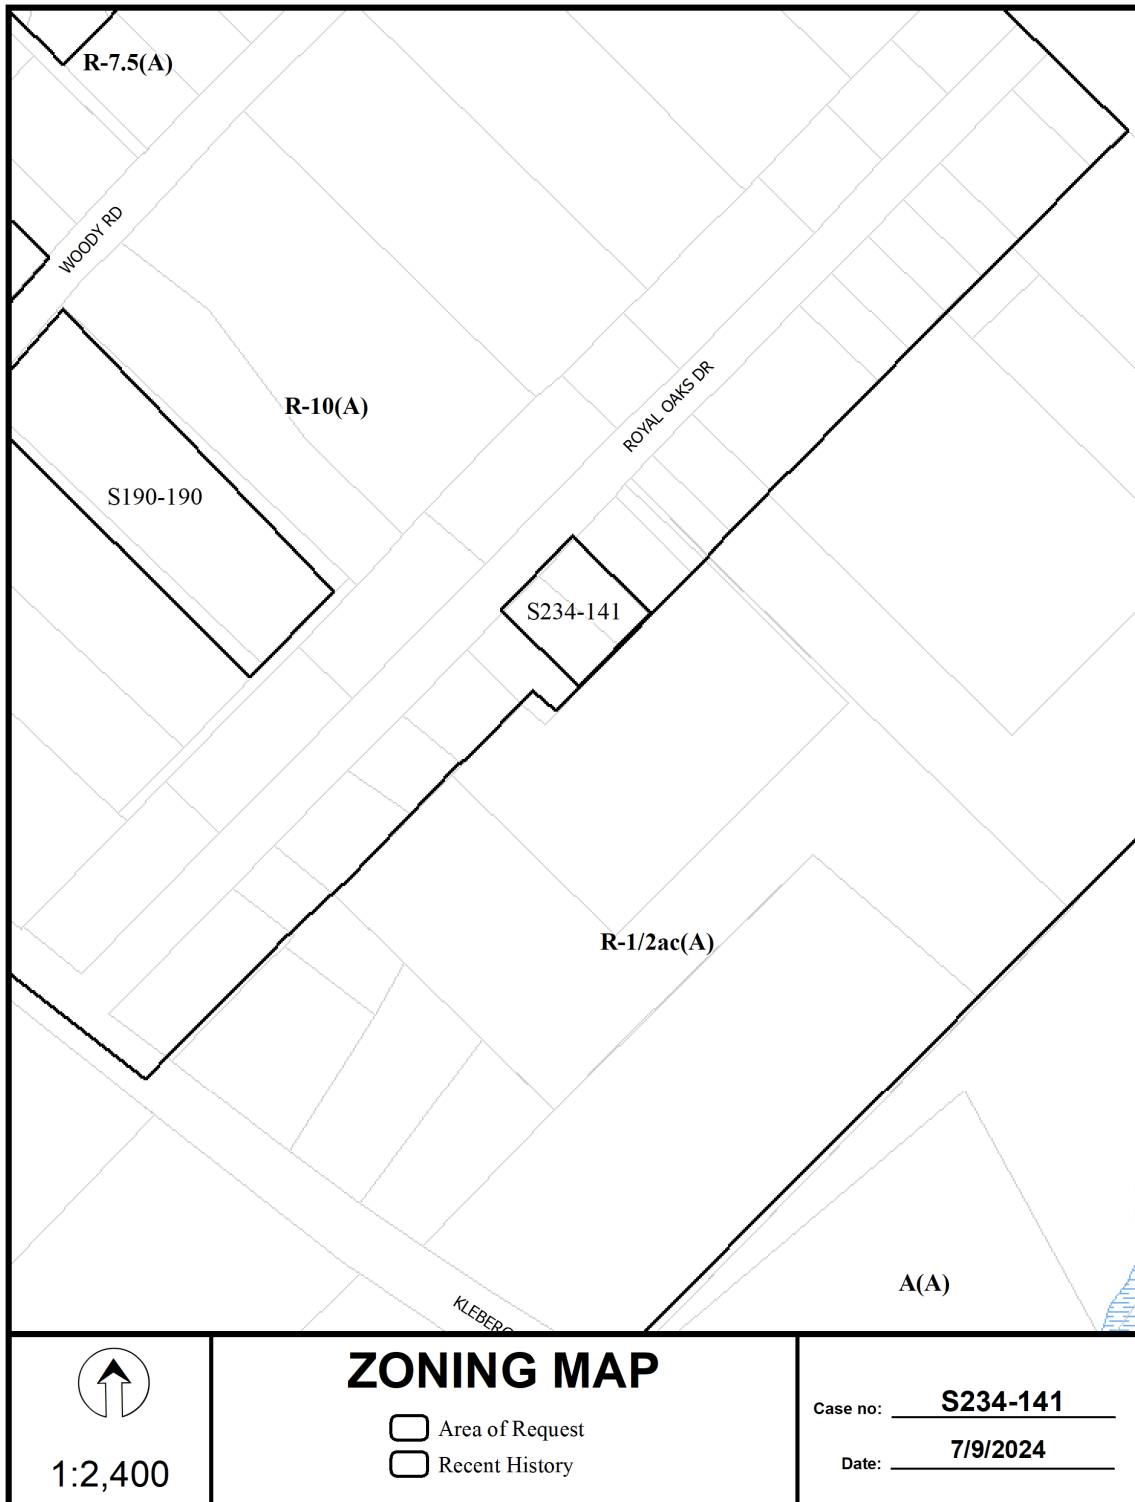 R-7.5(A)
WOODY RD
R-10(A)
ROYAL OAKS DR
S190-190
S234-141
R-1/2ac(A)
A(A)
KLEBERG
1:2,400
ZONING MAP
Area of Request
Recent History
Case no: S234-141
Date: 7/9/2024